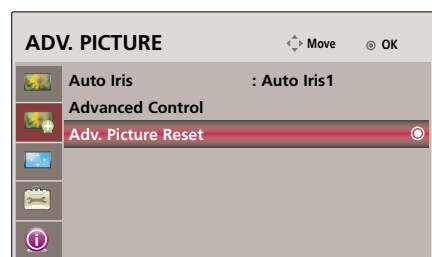 ADV. PICTURE Move OK
Auto Iris : Auto Iris1
Advanced Control
Adv. Picture Reset